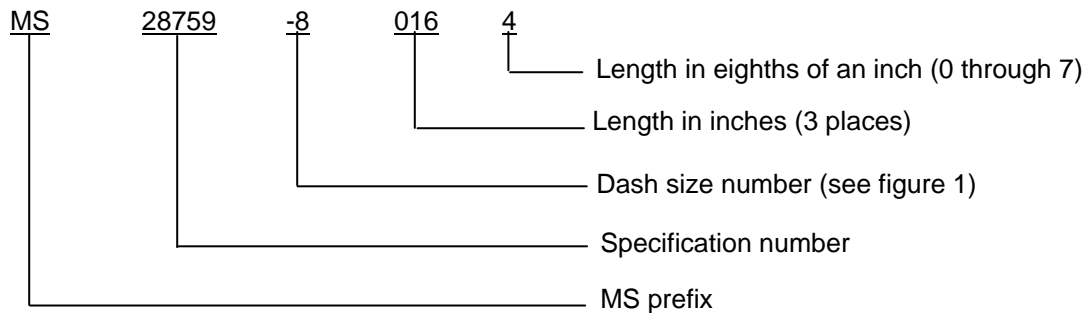 MS 28759 -8 016 4
Length in eighths of an inch (0 through 7)
Length in inches (3 places)
Dash size number (see figure 1)
Specification number
MS prefix